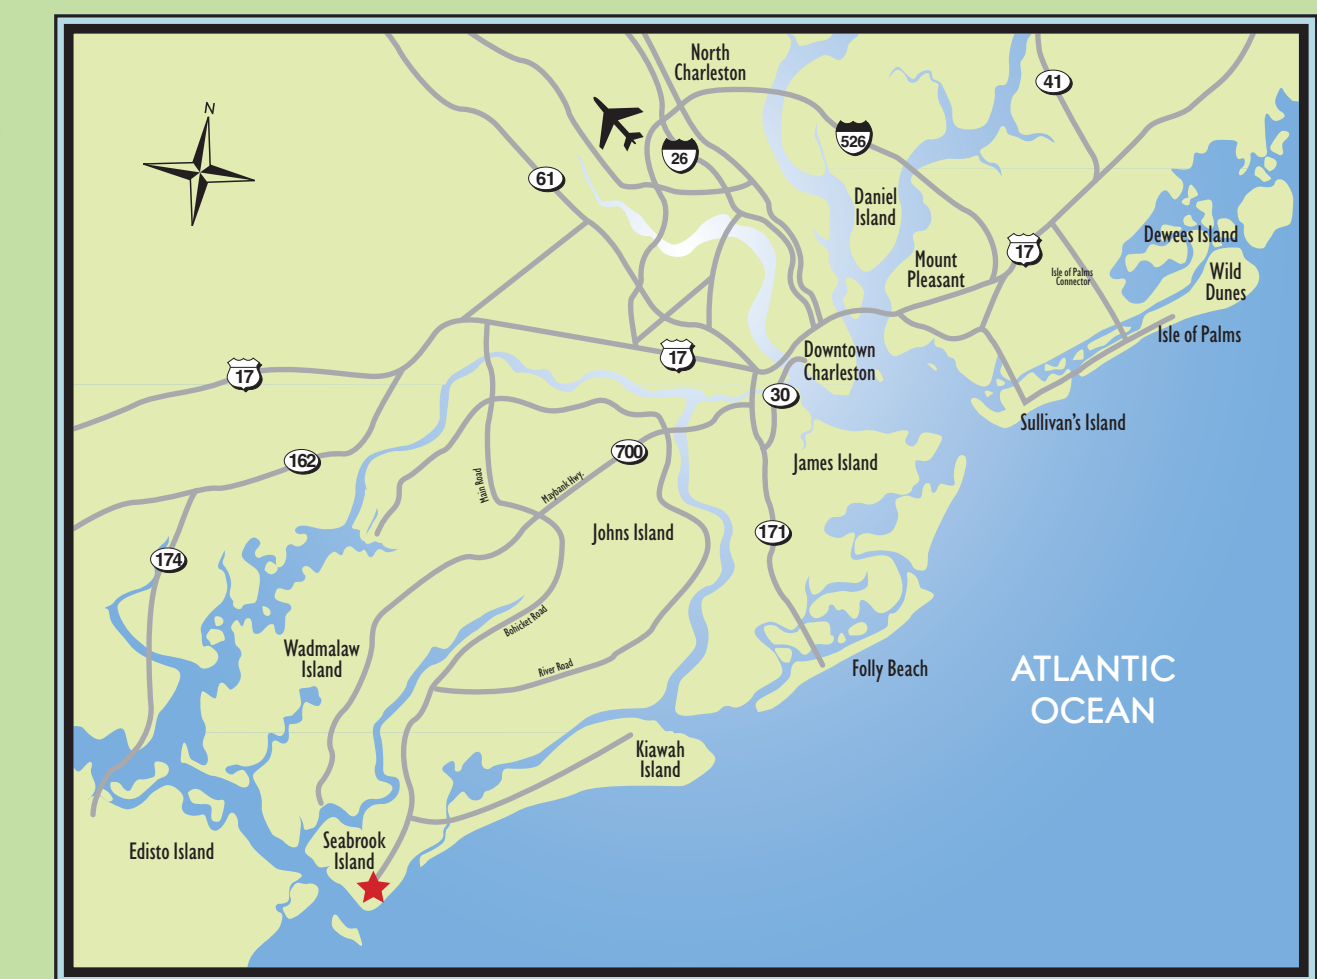 North
Charleston
41
N
526
26
61
Daniel
Island
Dewees Island
Mount
Pleasant
17
Isle of Palms
Connector
Wild
Dunes
Isle of Palms
17
17
Downtown
Charleston
30
Sullivan's Island
162
700
James Island
Main Road
Maybank Hwy.
Johns Island
171
174
Bohicket Road
Wadmalaw
Island
River Road
Folly Beach
ATLANTIC
OCEAN
Kiawah
Island
Edisto Island
Seabrook
Island